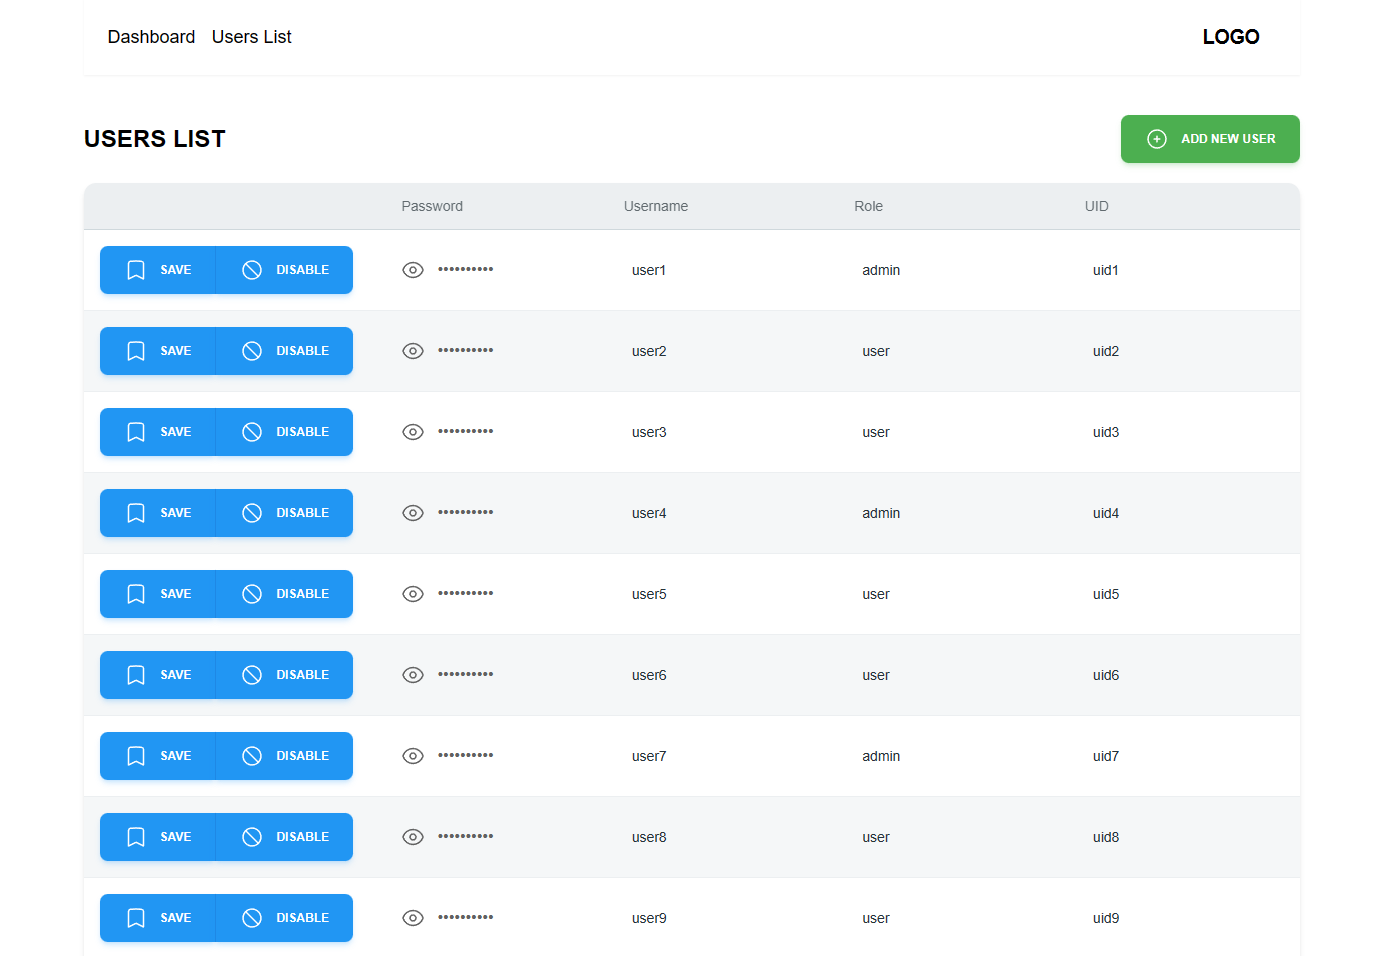 Dashboard Users List LOGO
USERS LIST ADD NEW USER
Password Username Role UID
SAVE DISABLE •••••••••• user1 admin uid1
SAVE DISABLE •••••••••• user2 user uid2
SAVE DISABLE •••••••••• user3 user uid3
SAVE DISABLE •••••••••• user4 admin uid4
SAVE DISABLE •••••••••• user5 user uid5
SAVE DISABLE •••••••••• user6 user uid6
SAVE DISABLE •••••••••• user7 admin uid7
SAVE DISABLE •••••••••• user8 user uid8
SAVE DISABLE •••••••••• user9 user uid9